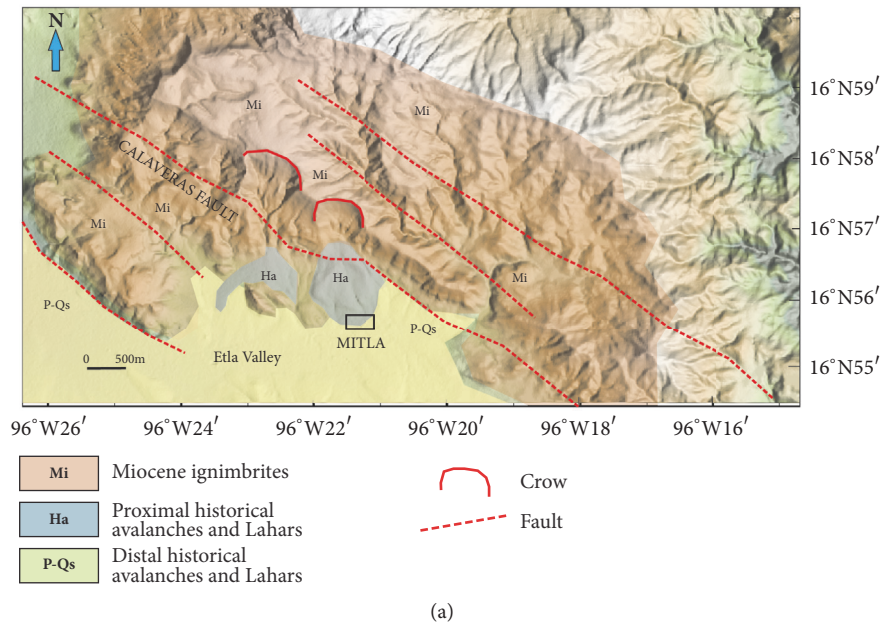 N
16°N59′
Mi
Mi
16°N58′
CALAVERAS FAULT
Mi
Mi
Mi
16°N57′
Ha
Ha
Mi
P-Qs
P-Qs
16°N56′
MITLA
0 500m
Etla Valley
16°N55′
96°W26′ 96°W24′ 96°W22′ 96°W21′ 96°W20′ 96°W18′ 96°W16′
Mi Miocene ignimbrites
Ha Proximal historical
avalanches and Lahars
P-Qs Distal historical
avalanches and Lahars
Crow
Fault
(a)